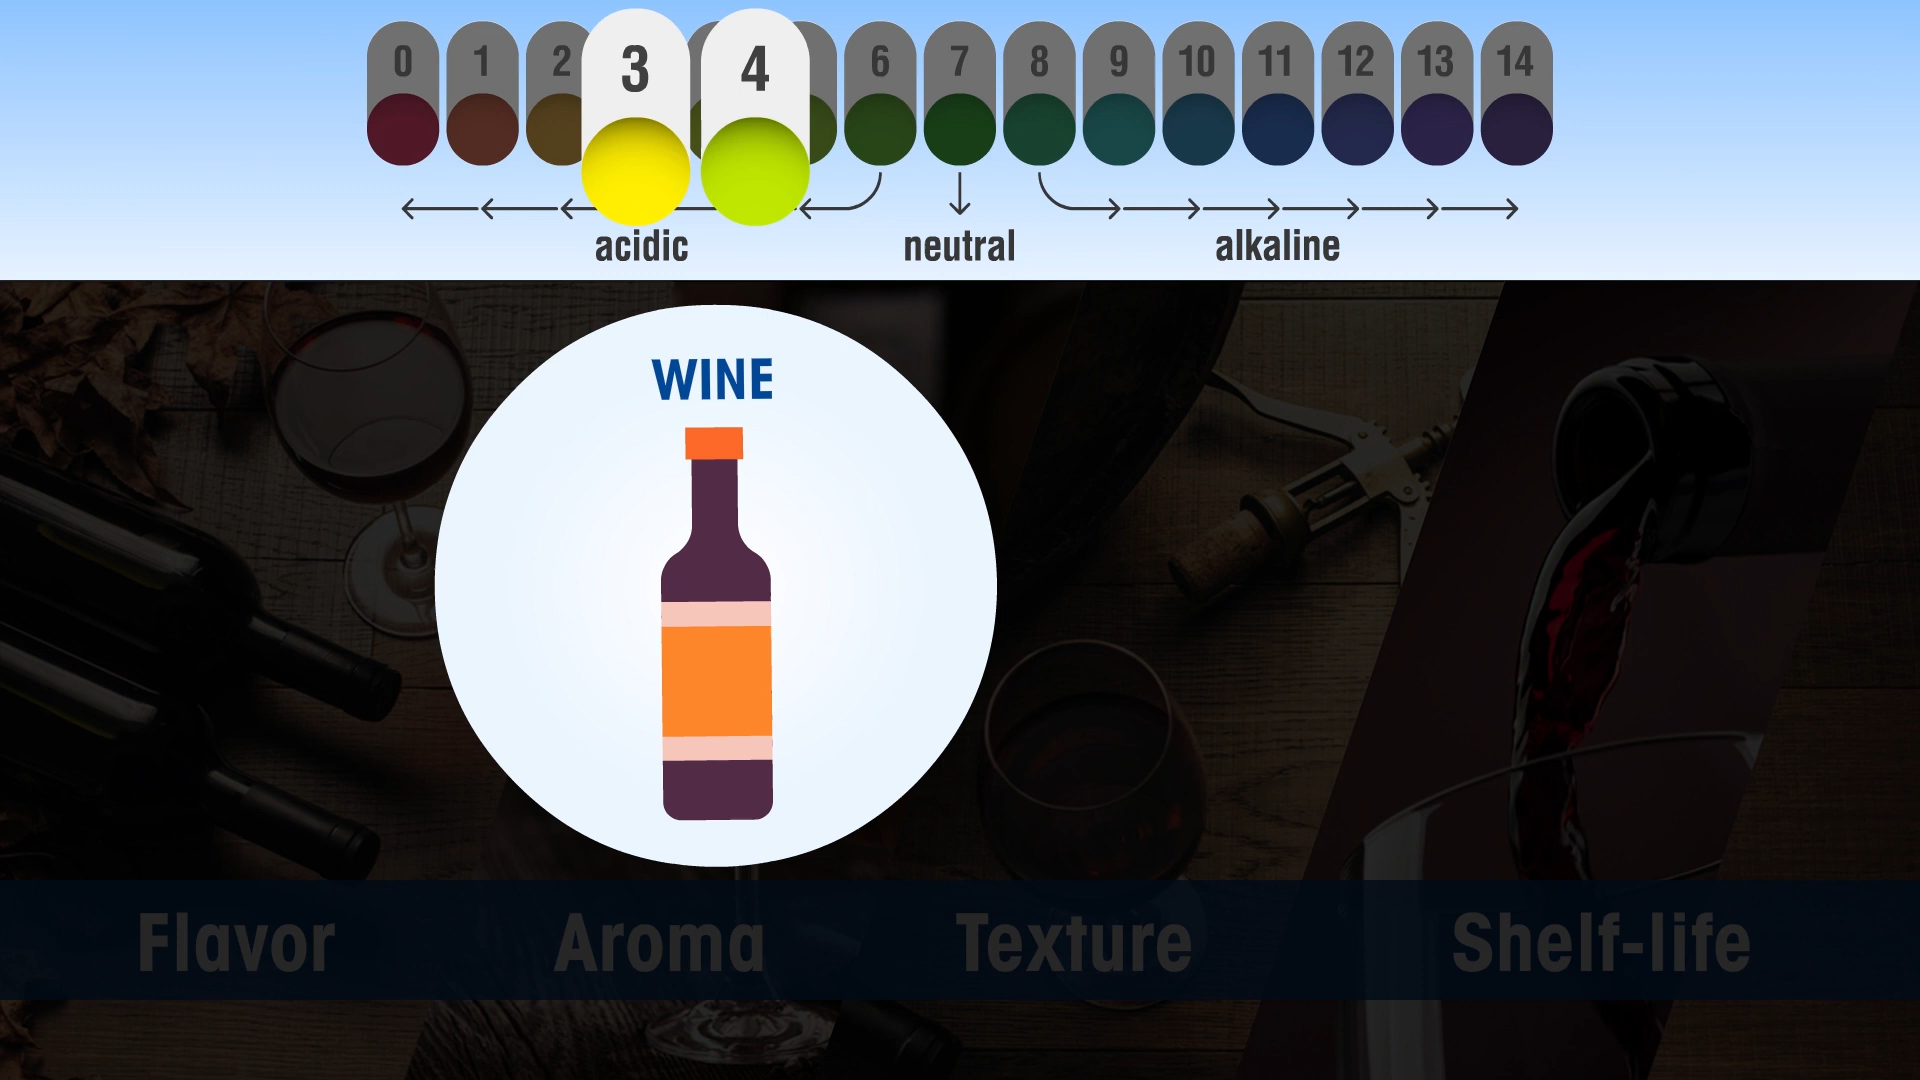 0 1 2 3 4 6 7 8 9 10 11 12 13 14
acidic neutral alkaline
WINE
Flavor Aroma Texture Shelf-life